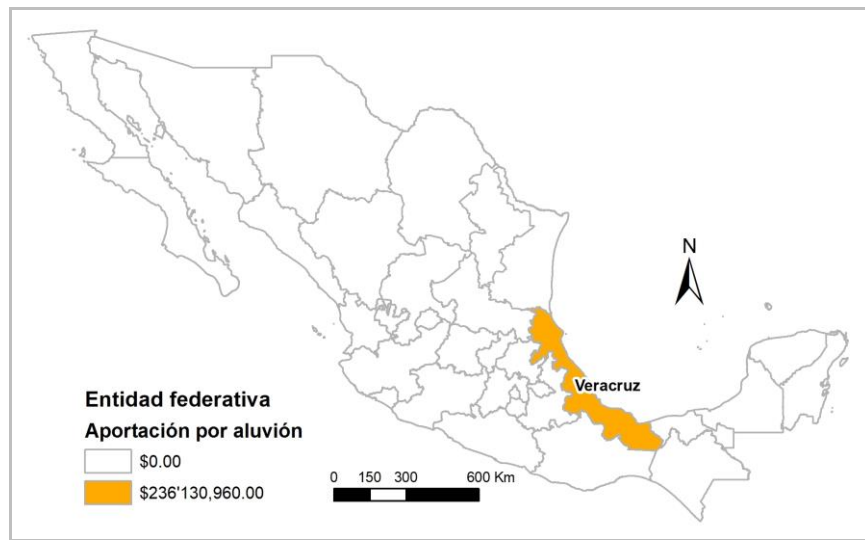 N
Veracruz
Entidad federativa
Aportación por aluvión
$0.00
$236'130,960.00
0 150 300 600 Km